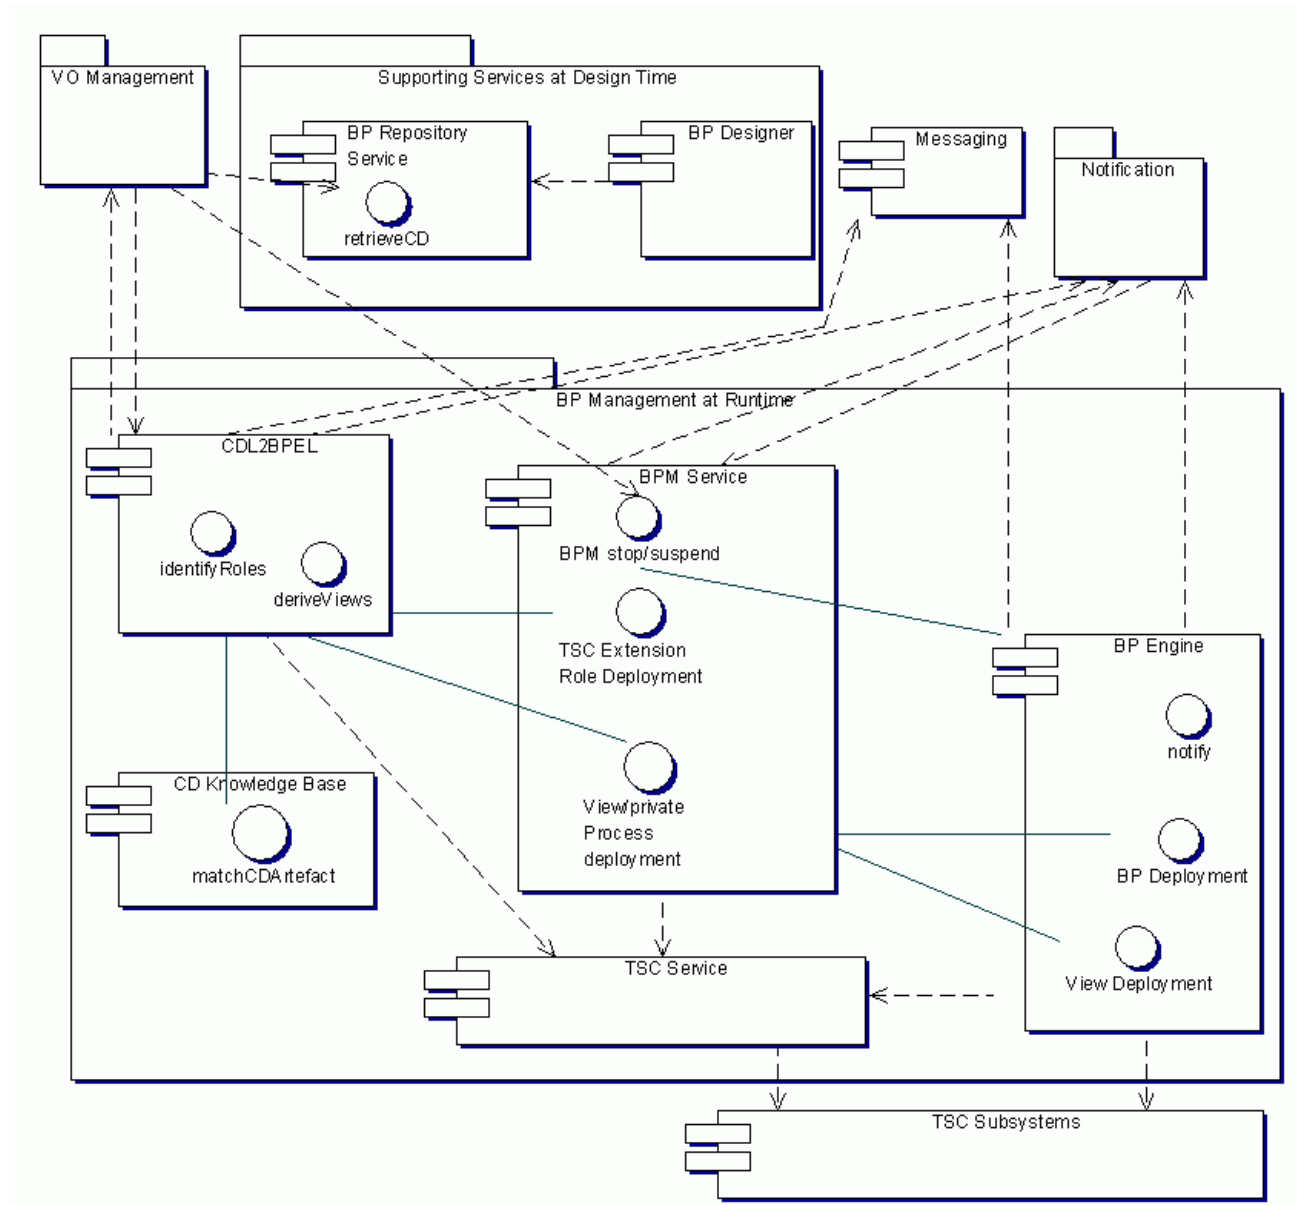 VO Management
Supporting Services at Design Time
BP Repository
Service
retrieveCD
BP Designer
Messaging
Notification
BP Management at Runtime
CDL2BPEL
identifyRoles
deriveViews
BPM Service
BPM stop/suspend
TSC Extension
Role Deployment
View/private
Process
deployment
BP Engine
notify
BP Deployment
View Deployment
CD Knowledge Base
matchCDArtefact
TSC Service
TSC Subsystems